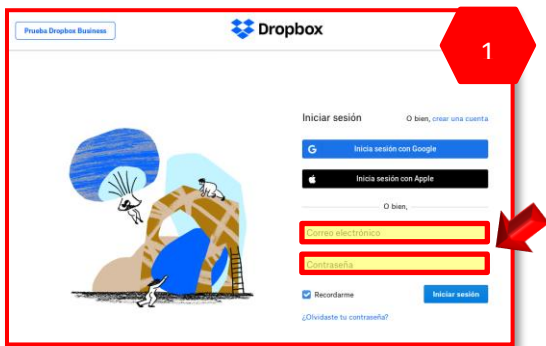 Prueba Dropbox Business
Dropbox
1
Iniciar sesión
O bien, crear una cuenta
G Inicia sesión con Google
Inicia sesión con Apple
O bien,
Correo electrónico
Contraseña
Recordarme
Iniciar sesión
¿Olvidaste tu contraseña?